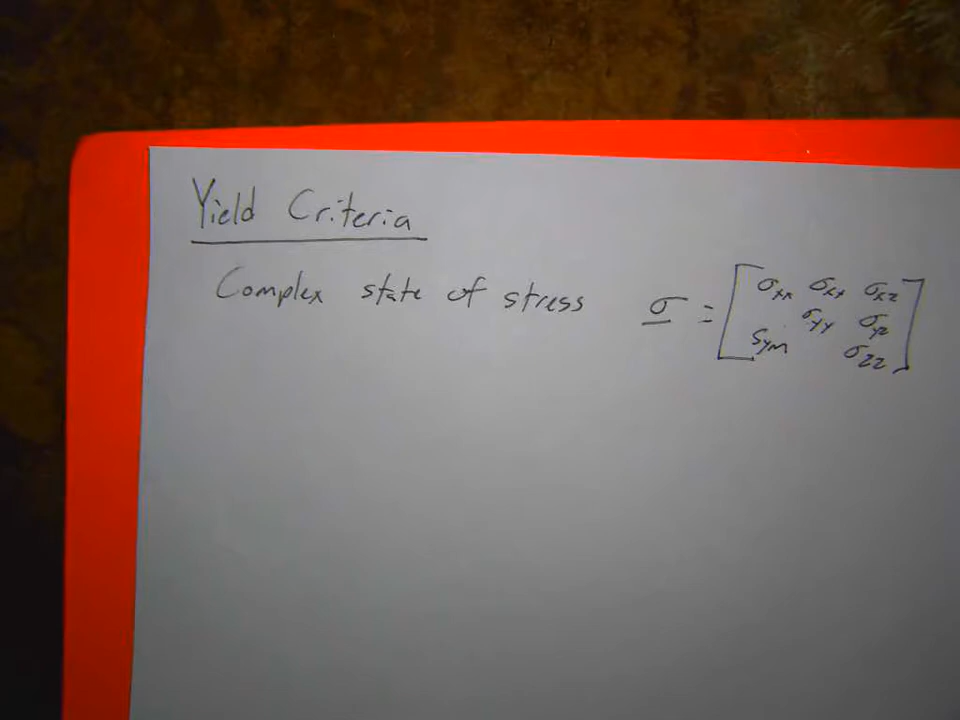 Yield Criteria
Complex state of stress σ = [ σxx σxy σxz
σyy σyz
sym σzz ]